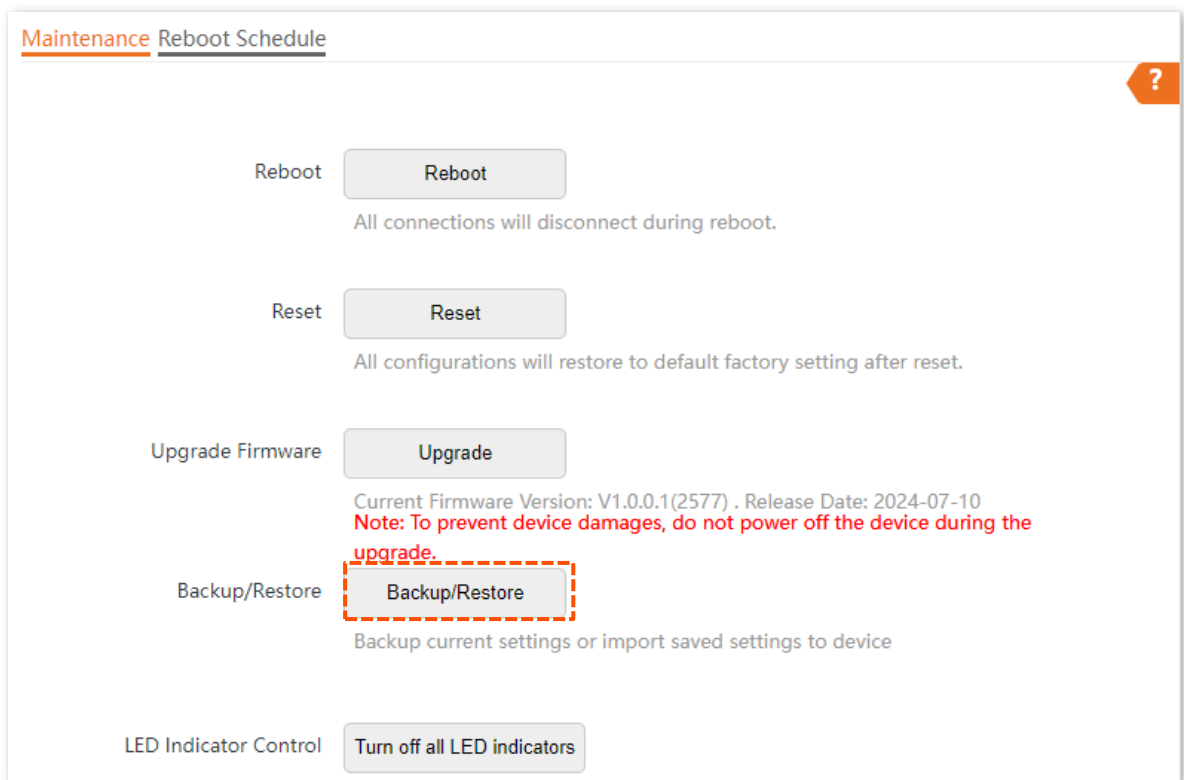 Maintenance Reboot Schedule
?
Reboot Reboot
All connections will disconnect during reboot.
Reset Reset
All configurations will restore to default factory setting after reset.
Upgrade Firmware Upgrade
Current Firmware Version: V1.0.0.1(2577) . Release Date: 2024-07-10
Note: To prevent device damages, do not power off the device during the
upgrade.
Backup/Restore Backup/Restore
Backup current settings or import saved settings to device
LED Indicator Control Turn off all LED indicators